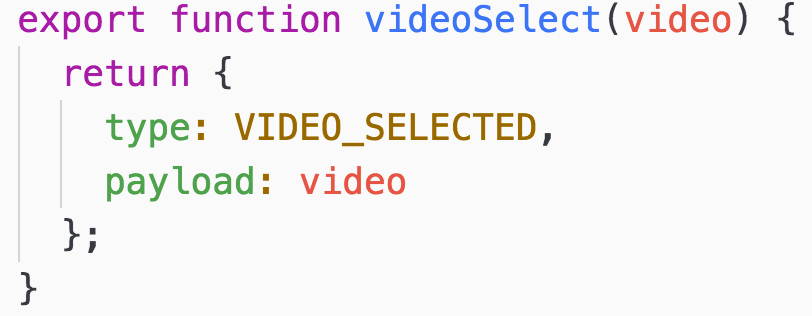 export function videoSelect(video) {
  return {
    type: VIDEO_SELECTED,
    payload: video
  };
}